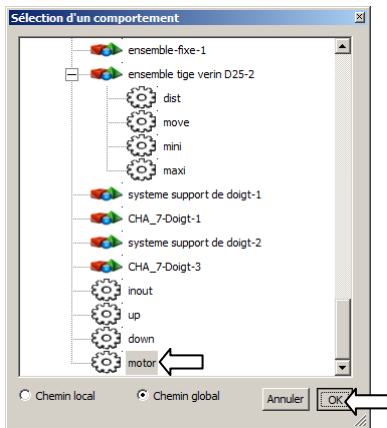 Sélection d'un comportement
ensemble-fixe-1
ensemble tige verin D25-2
dist
move
mini
maxi
systeme support de doigt-1
CHA_7-Doigt-1
systeme support de doigt-2
CHA_7-Doigt-3
inout
up
down
motor
Chemin local Chemin global Annuler OK